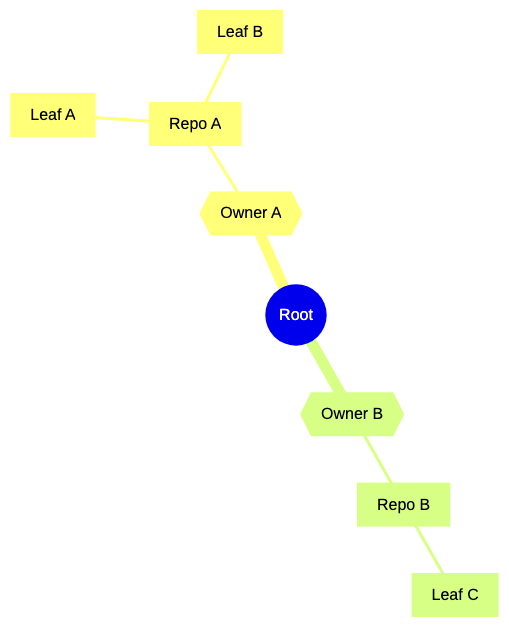 Leaf B
Leaf A
Repo A
Owner A
Root
Owner B
Repo B
Leaf C